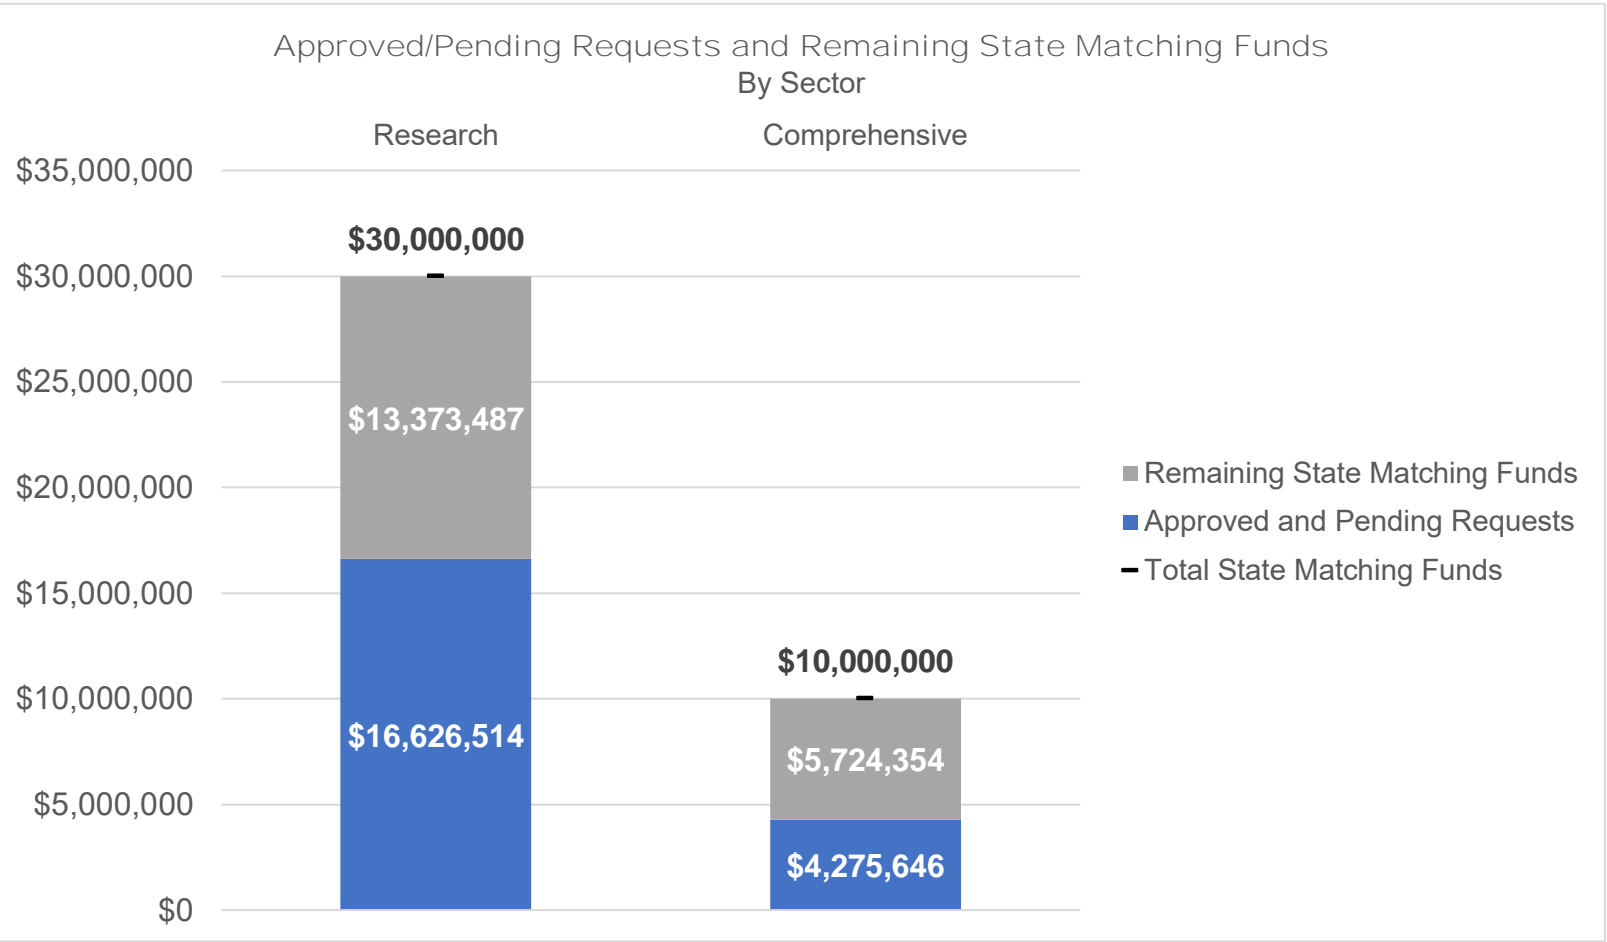 Approved/Pending Requests and Remaining State Matching Funds
By Sector
Research Comprehensive
$35,000,000
$30,000,000
$30,000,000
$25,000,000
$13,373,487
$20,000,000
Remaining State Matching Funds
Approved and Pending Requests
Total State Matching Funds
$15,000,000
$10,000,000
$10,000,000
$16,626,514
$5,724,354
$5,000,000
$4,275,646
$0